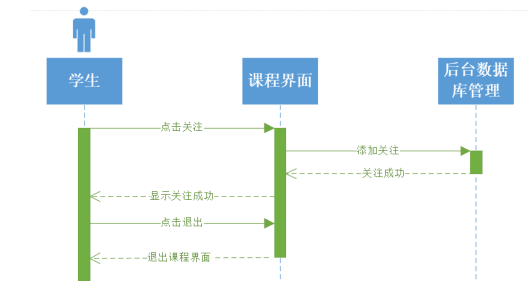 学生
课程界面
后台数据
库管理
点击关注
添加关注
关注成功
显示关注成功
点击退出
退出课程界面